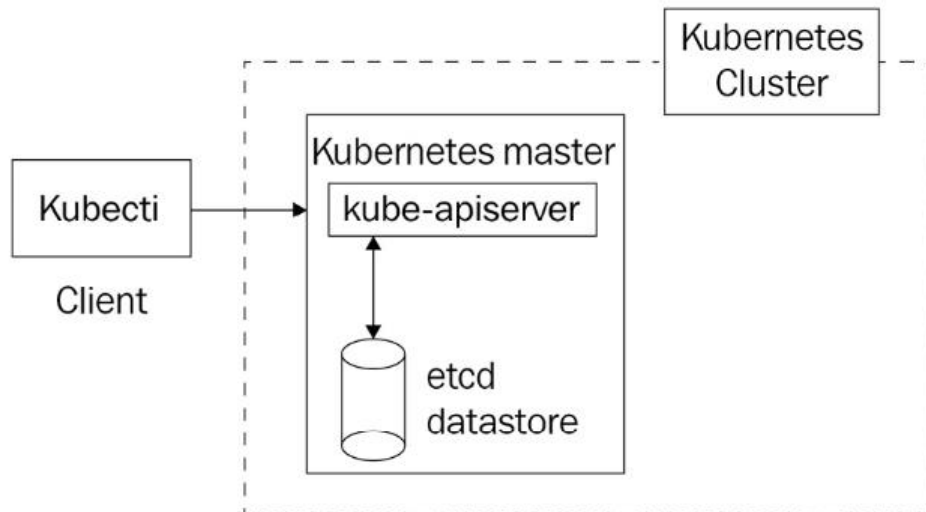 Kubernetes
Cluster
Kubernetes master
Kubecti
kube-apiserver
Client
etcd
datastore